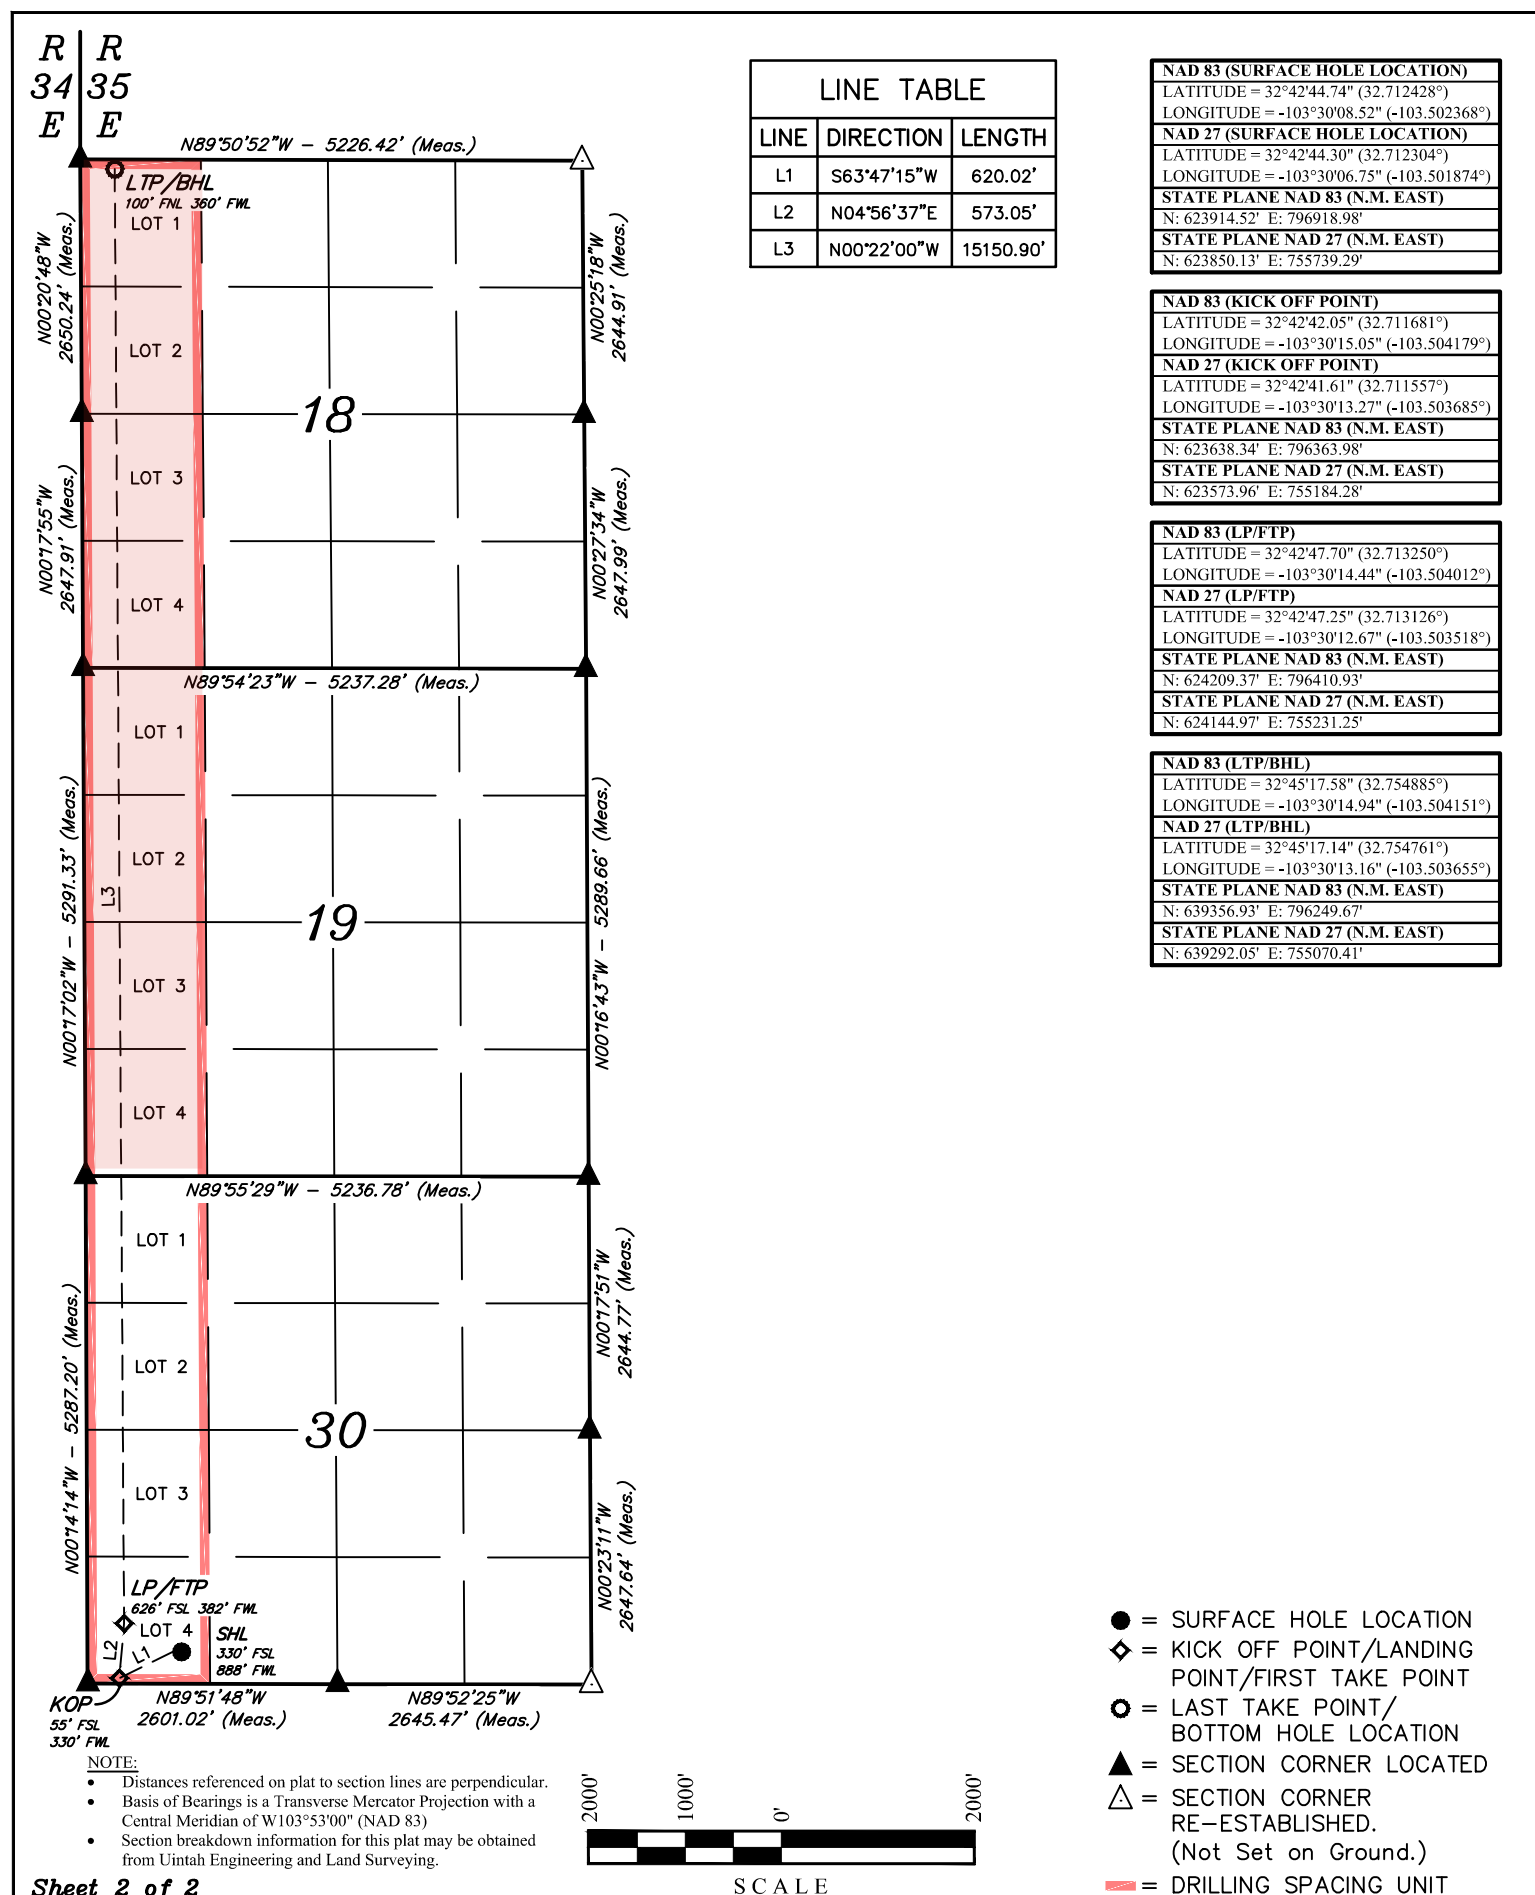 R R
34 35
E E
N89°50'52"W – 5226.42' (Meas.)
LTP/BHL
100' FNL 360' FWL
LOT 1
N00°20'48"W
2650.24' (Meas.)
N00°25'18"W
2644.91' (Meas.)
LOT 2
18
LOT 3
N00°17'55"W
2647.91' (Meas.)
N00°27'34"W
2647.99' (Meas.)
LOT 4
N89°54'23"W – 5237.28' (Meas.)
LOT 1
LOT 2
L3
N00°17'02"W – 5291.33' (Meas.)
19
N00°16'43"W – 5289.66' (Meas.)
LOT 3
LOT 4
N89°55'29"W – 5236.78' (Meas.)
LOT 1
N00°17'51"W
2644.77' (Meas.)
LOT 2
N00°14'14"W – 5287.20' (Meas.)
30
LOT 3
N00°23'11"W
2647.64' (Meas.)
LP/FTP
626' FSL 382' FWL
LOT 4
L2
L1
SHL
330' FSL
888' FWL
KOP
55' FSL
330' FWL
N89°51'48"W
2601.02' (Meas.)
N89°52'25"W
2645.47' (Meas.)
LINE TABLE
LINE DIRECTION LENGTH
L1 S63°47'15"W 620.02'
L2 N04°56'37"E 573.05'
L3 N00°22'00"W 15150.90'
NAD 83 (SURFACE HOLE LOCATION)
LATITUDE = 32°42'44.74" (32.712428°)
LONGITUDE = -103°30'08.52" (-103.502368°)
NAD 27 (SURFACE HOLE LOCATION)
LATITUDE = 32°42'44.30" (32.712304°)
LONGITUDE = -103°30'06.75" (-103.501874°)
STATE PLANE NAD 83 (N.M. EAST)
N: 623914.52' E: 796918.98'
STATE PLANE NAD 27 (N.M. EAST)
N: 623850.13' E: 755739.29'
NAD 83 (KICK OFF POINT)
LATITUDE = 32°42'42.05" (32.711681°)
LONGITUDE = -103°30'15.05" (-103.504179°)
NAD 27 (KICK OFF POINT)
LATITUDE = 32°42'41.61" (32.711557°)
LONGITUDE = -103°30'13.27" (-103.503685°)
STATE PLANE NAD 83 (N.M. EAST)
N: 623638.34' E: 796363.98'
STATE PLANE NAD 27 (N.M. EAST)
N: 623573.96' E: 755184.28'
NAD 83 (LP/FTP)
LATITUDE = 32°42'47.70" (32.713250°)
LONGITUDE = -103°30'14.44" (-103.504012°)
NAD 27 (LP/FTP)
LATITUDE = 32°42'47.25" (32.713126°)
LONGITUDE = -103°30'12.67" (-103.503518°)
STATE PLANE NAD 83 (N.M. EAST)
N: 624209.37' E: 796410.93'
STATE PLANE NAD 27 (N.M. EAST)
N: 624144.97' E: 755231.25'
NAD 83 (LTP/BHL)
LATITUDE = 32°45'17.58" (32.754885°)
LONGITUDE = -103°30'14.94" (-103.504151°)
NAD 27 (LTP/BHL)
LATITUDE = 32°45'17.14" (32.754761°)
LONGITUDE = -103°30'13.16" (-103.503655°)
STATE PLANE NAD 83 (N.M. EAST)
N: 639356.93' E: 796249.67'
STATE PLANE NAD 27 (N.M. EAST)
N: 639292.05' E: 755070.41'
NOTE:
• Distances referenced on plat to section lines are perpendicular.
• Basis of Bearings is a Transverse Mercator Projection with a
Central Meridian of W103°53'00" (NAD 83)
• Section breakdown information for this plat may be obtained
from Uintah Engineering and Land Surveying.
Sheet 2 of 2
2000' 1000' 0' 2000'
SCALE
= SURFACE HOLE LOCATION
= KICK OFF POINT/LANDING
POINT/FIRST TAKE POINT
= LAST TAKE POINT/
BOTTOM HOLE LOCATION
= SECTION CORNER LOCATED
= SECTION CORNER
RE-ESTABLISHED.
(Not Set on Ground.)
= DRILLING SPACING UNIT